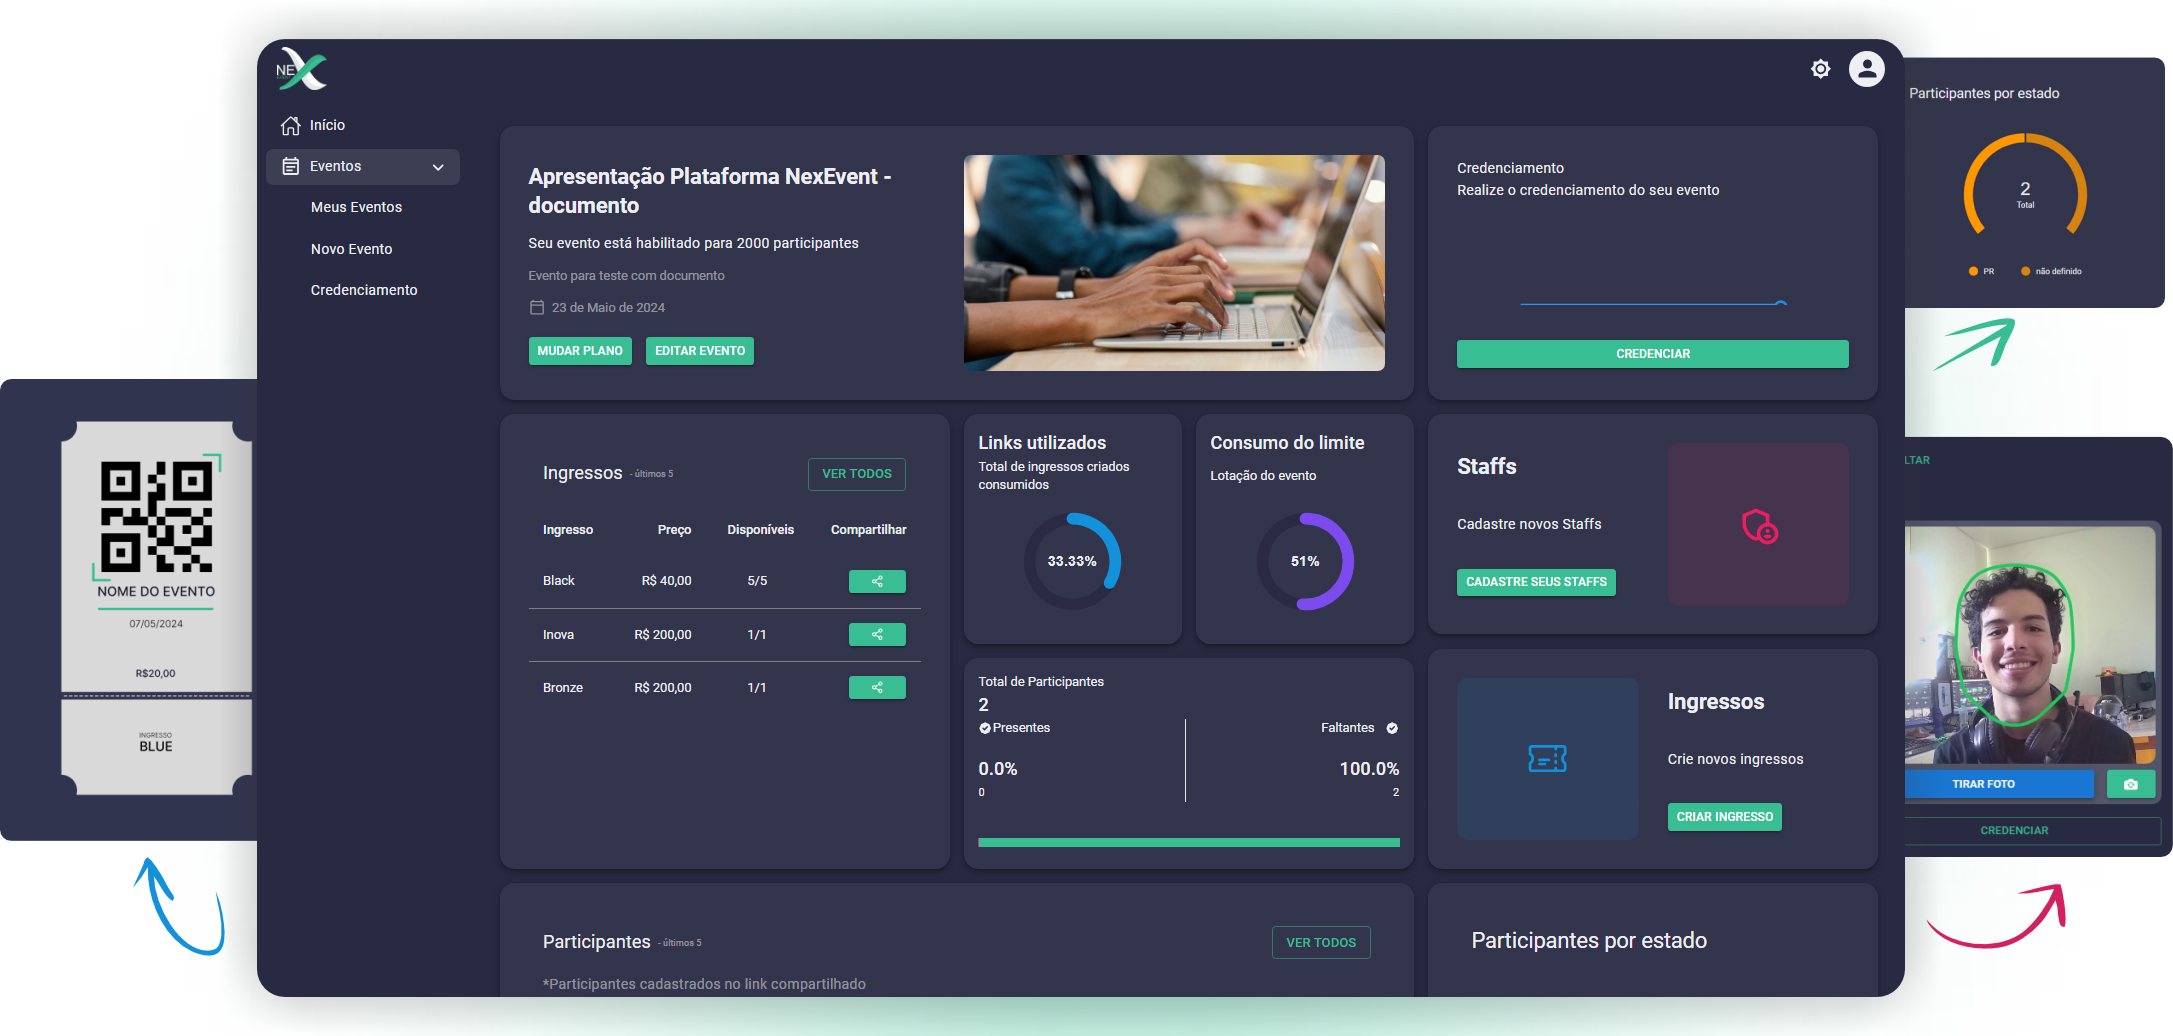 NE
Início
Eventos
Meus Eventos
Novo Evento
Credenciamento
Apresentação Plataforma NexEvent -
documento
Seu evento está habilitado para 2000 participantes
Evento para teste com documento
23 de Maio de 2024
MUDAR PLANO
EDITAR EVENTO
Credenciamento
Realize o credenciamento do seu evento
CREDENCIAR
Participantes por estado
2
Total
PR
não definido
NOME DO EVENTO
07/05/2024
R$20,00
INGRESSO
BLUE
Ingressos - últimos 5
VER TODOS
Ingresso Preço Disponíveis Compartilhar
Black R$ 40,00 5/5
Inova R$ 200,00 1/1
Bronze R$ 200,00 1/1
Links utilizados
Total de ingressos criados
consumidos
33.33%
Consumo do limite
Lotação do evento
51%
Total de Participantes
2
Presentes
Faltantes
0.0%
100.0%
0
2
Staffs
Cadastre novos Staffs
CADASTRE SEUS STAFFS
Ingressos
Crie novos ingressos
CRIAR INGRESSO
LTAR
TIRAR FOTO
CREDENCIAR
Participantes - últimos 5
VER TODOS
*Participantes cadastrados no link compartilhado
Participantes por estado